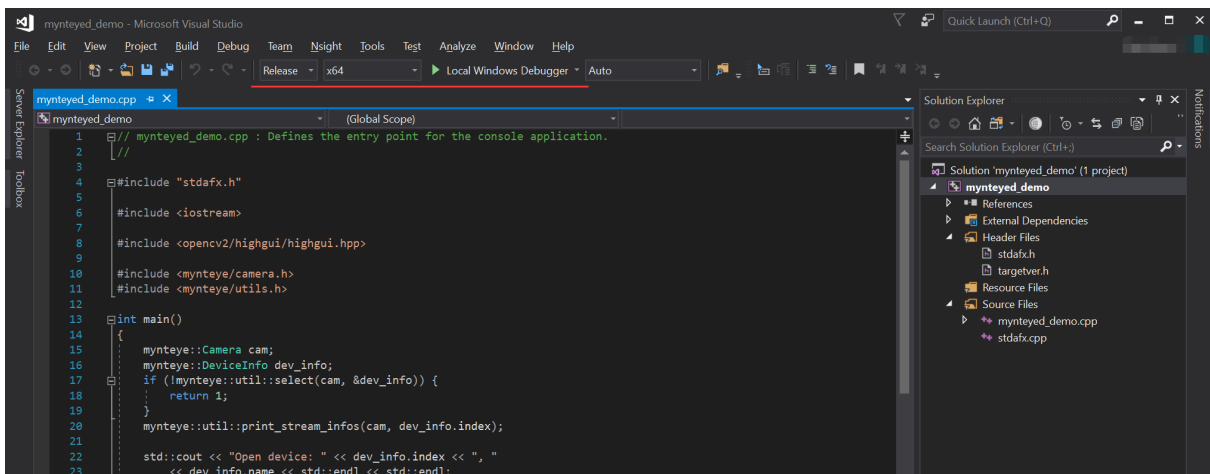 mynteyed_demo - Microsoft Visual Studio
Quick Launch (Ctrl+Q)
File Edit View Project Build Debug Team Nsight Tools Test Analyze Window Help
Release x64 Local Windows Debugger Auto
Server Explorer
Toolbox
mynteyed_demo.cpp
mynteyed_demo (Global Scope)
1 // mynteyed_demo.cpp : Defines the entry point for the console application.
2 //
3
4 #include "stdafx.h"
5
6 #include <iostream>
7
8 #include <opencv2/highgui/highgui.hpp>
9
10 #include <mynteye/camera.h>
11 #include <mynteye/utils.h>
12
13 int main()
14 {
15 mynteye::Camera cam;
16 mynteye::DeviceInfo dev_info;
17 if (!mynteye::util::select(cam, &dev_info)) {
18 return 1;
19 }
20 mynteye::util::print_stream_infos(cam, dev_info.index);
21
22 std::cout << "Open device: " << dev_info.index << ", "
23 << dev_info.name << std::endl << std::endl;
Solution Explorer
Search Solution Explorer (Ctrl+;)
Solution 'mynteyed_demo' (1 project)
mynteyed_demo
References
External Dependencies
Header Files
stdafx.h
targetver.h
Resource Files
Source Files
mynteyed_demo.cpp
stdafx.cpp
Notifications